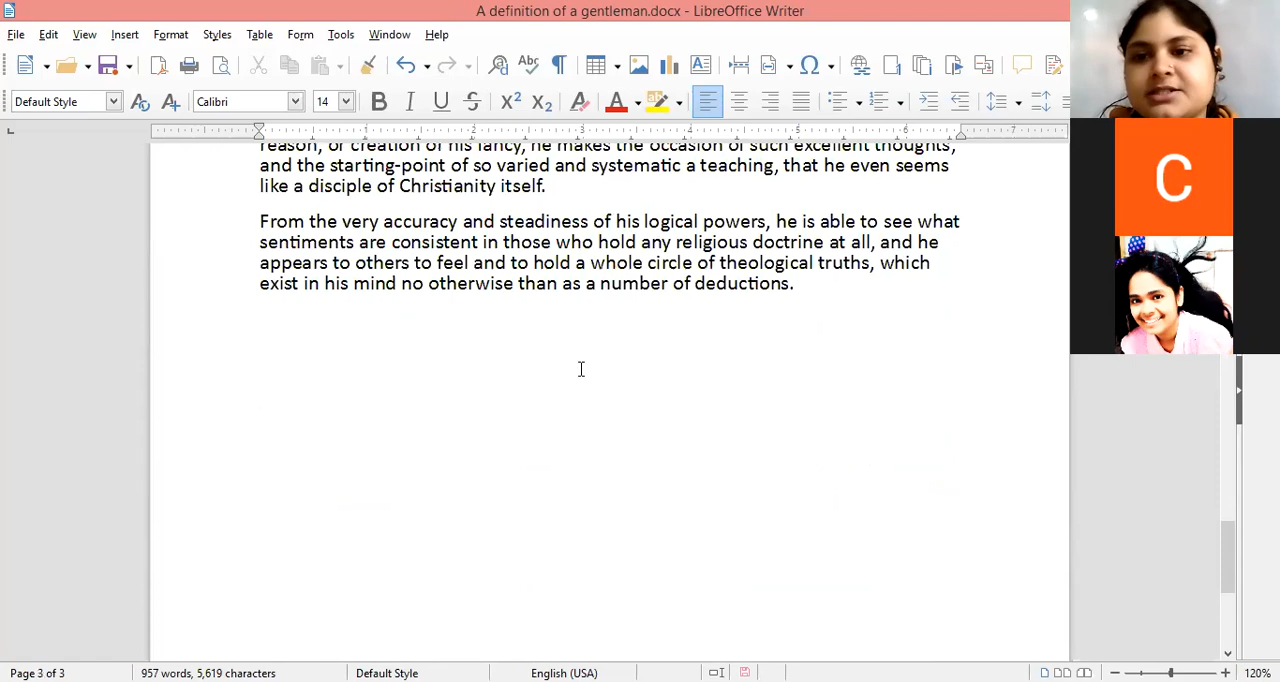 A definition of a gentleman.docx - LibreOffice Writer
File Edit View Insert Format Styles Table Form Tools Window Help
Default Style Calibri 14
3 5 6 7
reason, or creation of his fancy, he makes the occasion of such excellent thoughts,
and the starting-point of so varied and systematic a teaching, that he even seems
like a disciple of Christianity itself.
From the very accuracy and steadiness of his logical powers, he is able to see what
sentiments are consistent in those who hold any religious doctrine at all, and he
appears to others to feel and to hold a whole circle of theological truths, which
exist in his mind no otherwise than as a number of deductions.
C
Page 3 of 3 957 words, 5,619 characters Default Style English (USA) 120%